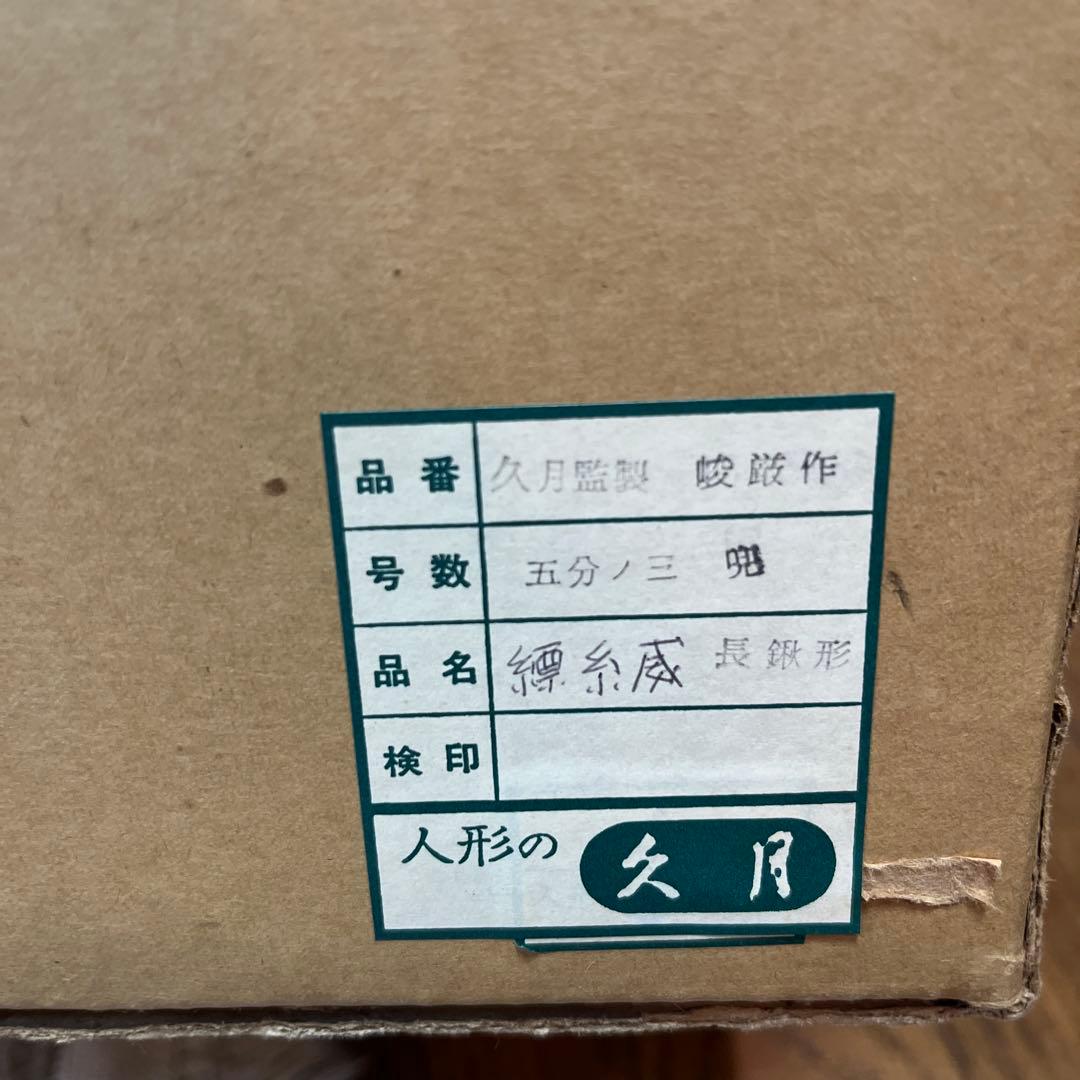 品番 久月監製 峻厳作
号数 五分ノ三 兜
品名 縹糸威 長鍬形
検印
人形の 久月